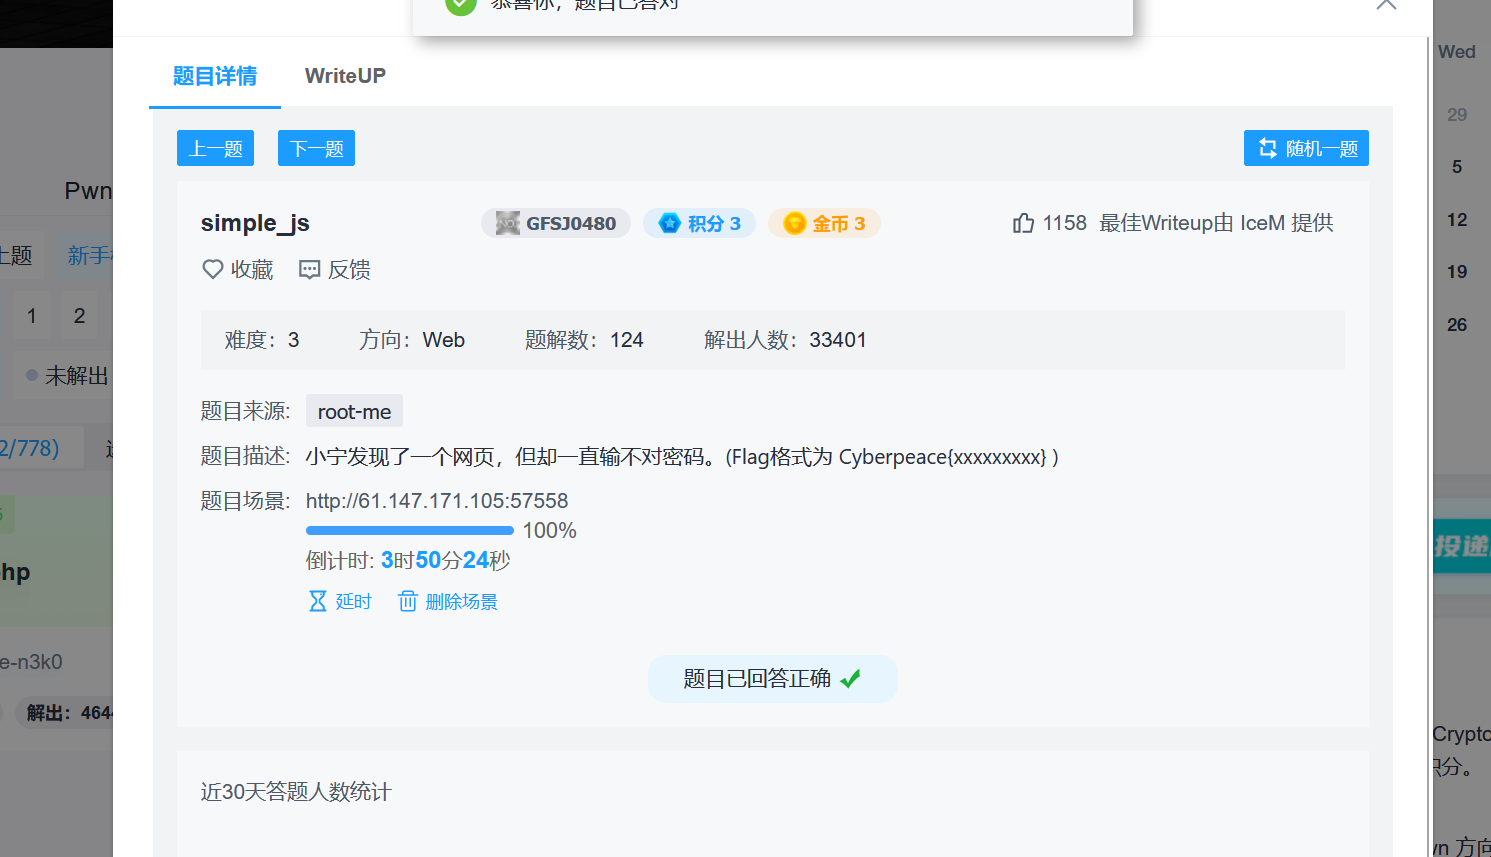 恭喜你，题目已答对
题目详情 WriteUP
Wed
上一题 下一题 随机一题
29
5
12
19
26
Pwn
上题 新手
1 2
未解出
2/778)
hp
e-n3k0
解出：464
simple_js GFSJ0480 积分 3 金币 3 1158 最佳Writeup由 IceM 提供
收藏 反馈
难度：3 方向：Web 题解数：124 解出人数：33401
题目来源: root-me
题目描述: 小宁发现了一个网页，但却一直输不对密码。(Flag格式为 Cyberpeace{xxxxxxxxx} )
题目场景: http://61.147.171.105:57558
100%
倒计时: 3时50分24秒
延时 删除场景
题目已回答正确
近30天答题人数统计
投递
Crypto
积分。
wn 方向